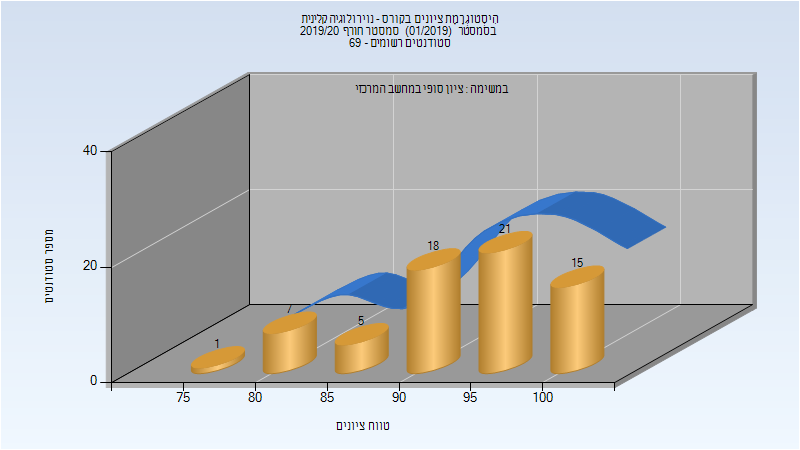 היסטוגרמת ציונים בקורס - נוירולוגיה קלינית
בסמסטר (01/2019) סמסטר חורף 2019/20
סטודנטים רשומים - 69
במשימה : ציון סופי במחשב המרכזי
מספר סטודנטים
40
20
0
1
7
5
18
21
15
75
80
85
90
95
100
טווח ציונים